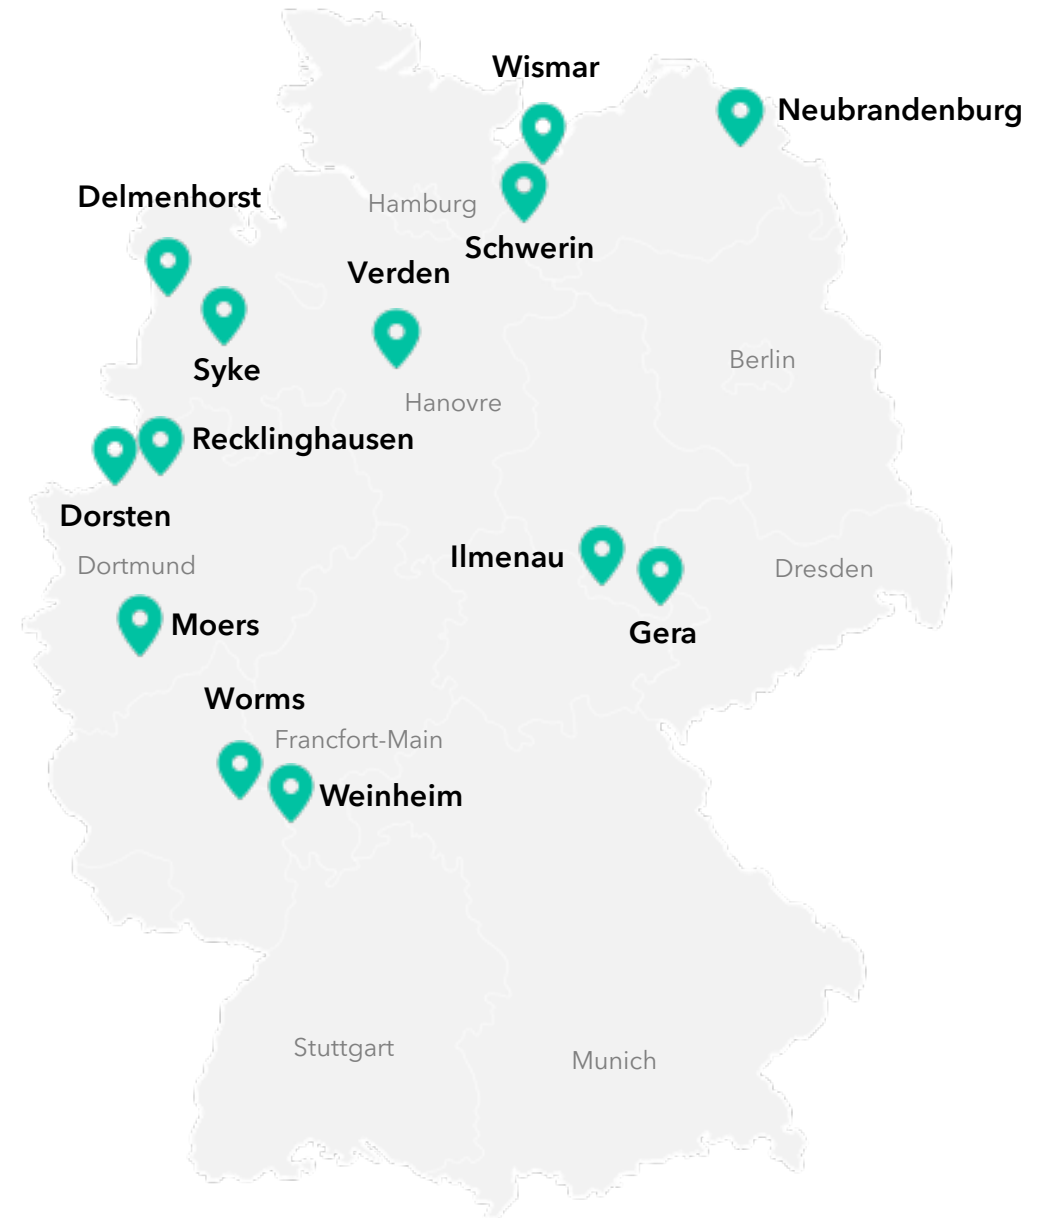 Wismar
Neubrandenburg
Delmenhorst
Hamburg
Schwerin
Verden
Syke
Berlin
Hanovre
Recklinghausen
Dorsten
Ilmenau
Dortmund
Dresden
Moers
Gera
Worms
Francfort-Main
Weinheim
Stuttgart
Munich